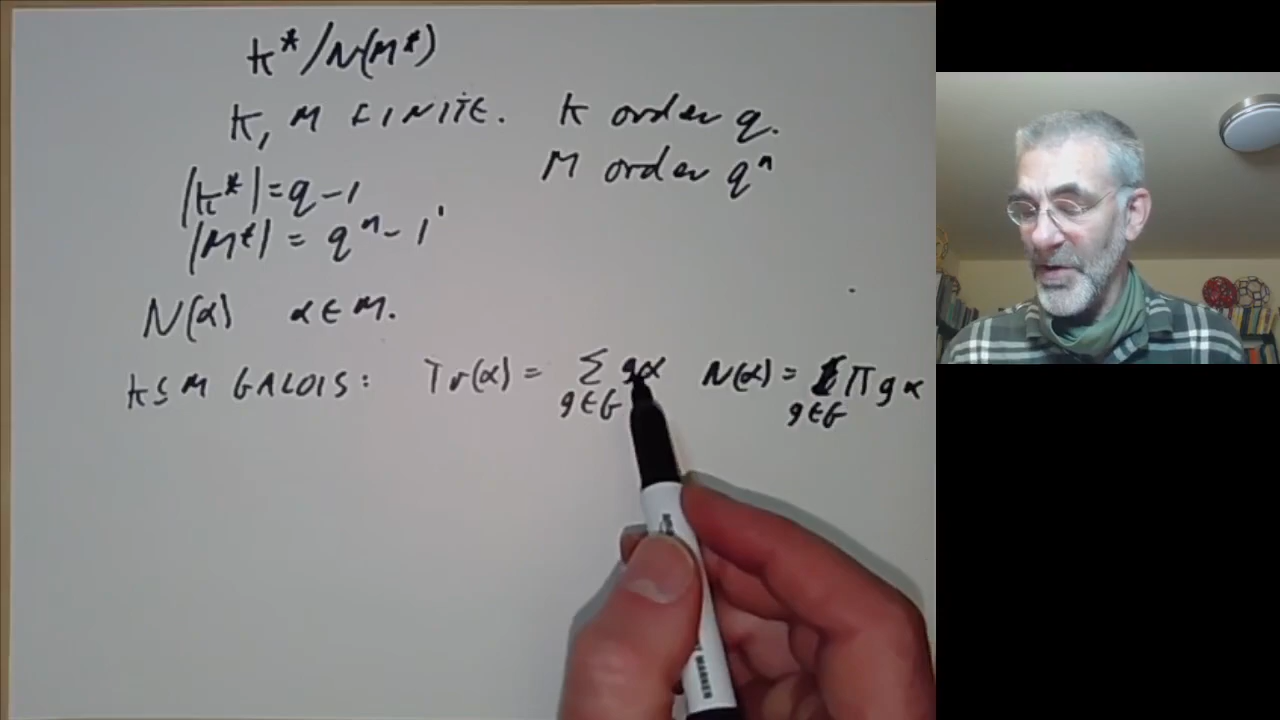 K*/N(M*)
K, M FINITE. K order q.
M order qⁿ
|K*| = q - 1
|M*| = qⁿ - 1
N(α) α ∈ M.
K ⊆ M GALOIS: Tr(α) = Σ gα N(α) = Π gα
g∈G g∈G